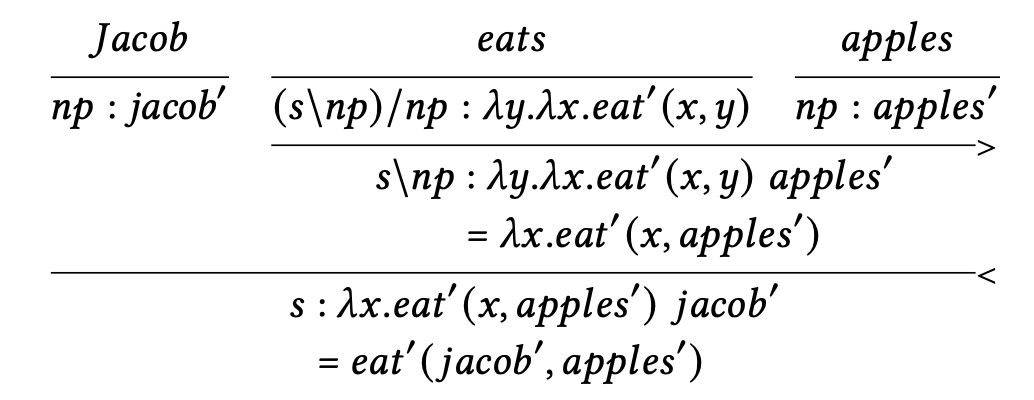 Jacob eats apples
np : jacob′ (s\np)/np : λy.λx.eat′(x, y) np : apples′
>
s\np : λy.λx.eat′(x, y) apples′
= λx.eat′(x, apples′)
<
s : λx.eat′(x, apples′) jacob′
= eat′(jacob′, apples′)